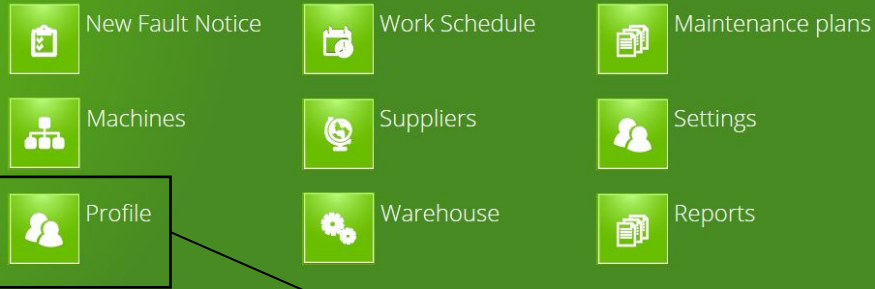 New Fault Notice
Work Schedule
Maintenance plans
Machines
Suppliers
Settings
Profile
Warehouse
Reports